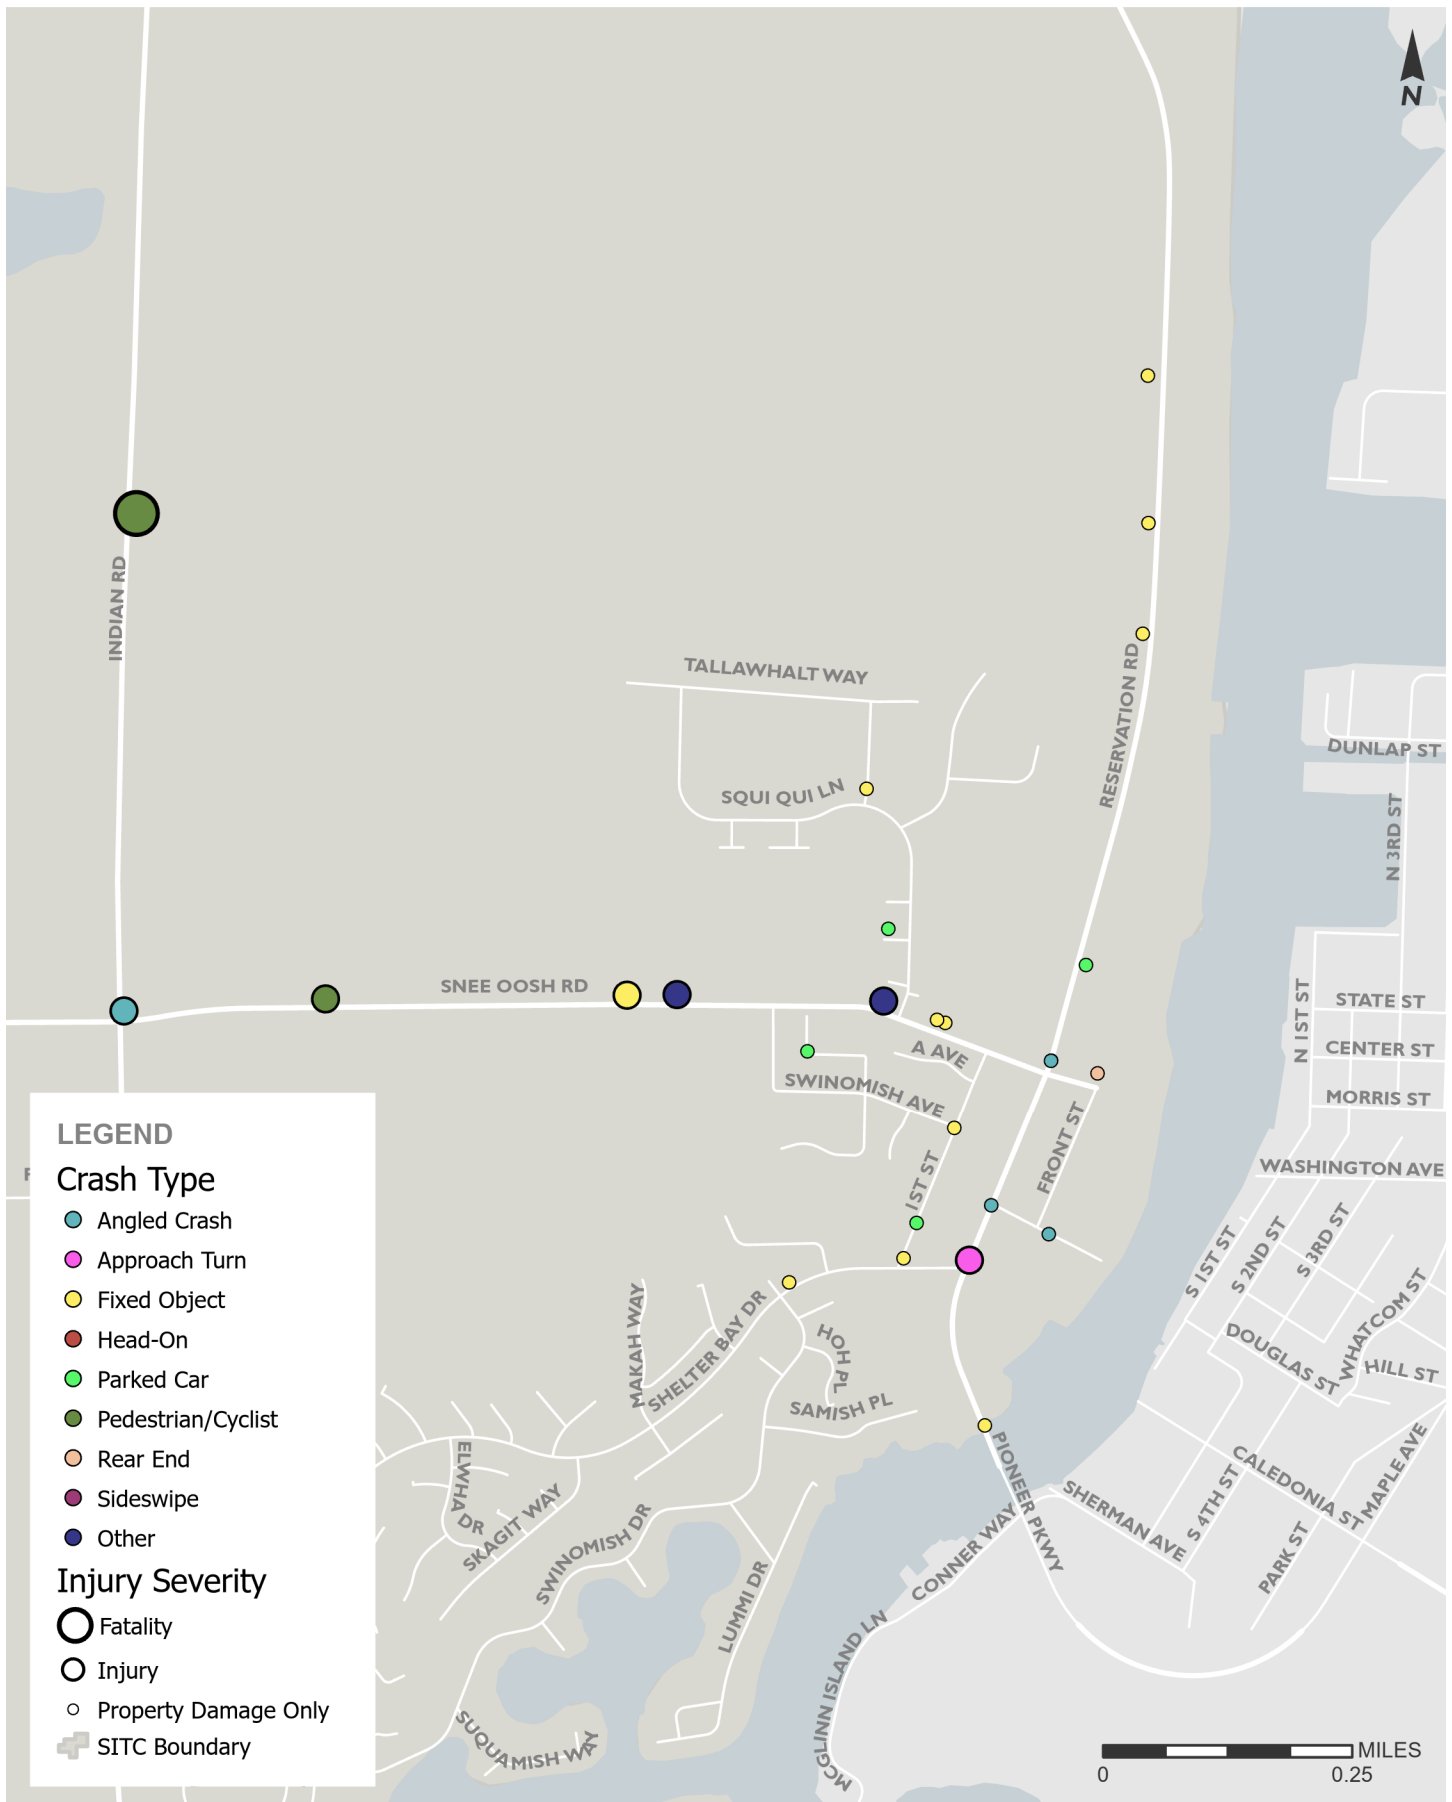 N
INDIAN RD
TALLAWHALT WAY
RESERVATION RD
DUNLAP ST
SQUI QUI LN
N 3RD ST
SNEE OOSH RD
N 1ST ST
STATE ST
A AVE
CENTER ST
SWINOMISH AVE
MORRIS ST
FRONT ST
WASHINGTON AVE
1ST ST
S 1ST ST
S 2ND ST
S 3RD ST
MAKAH WAY
SHELTER BAY DR
HOH PL
WHATCOM ST
DOUGLAS ST
HILL ST
SAMISH PL
PIONEER PKWY
ELWHA DR
SKAGIT WAY
SWINOMISH DR
CONNER WAY
SHERMAN AVE
S 4TH ST
CALEDONIA ST
MAPLE AVE
PARK ST
LUMMI DR
MCGLINN ISLAND LN
SUQUAMISH WAY
LEGEND
Crash Type
Angled Crash
Approach Turn
Fixed Object
Head-On
Parked Car
Pedestrian/Cyclist
Rear End
Sideswipe
Other
Injury Severity
Fatality
Injury
Property Damage Only
SITC Boundary
MILES
0 0.25